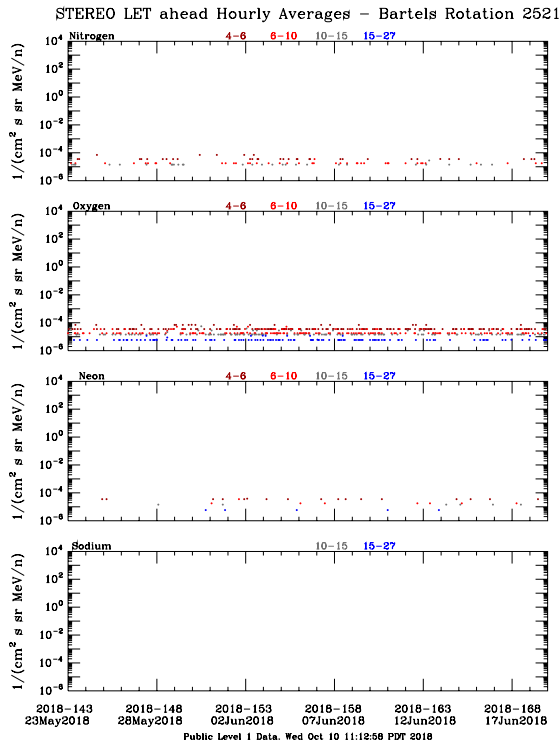 STEREO LET ahead Hourly Averages − Bartels Rotation 2521
Nitrogen 4−6 6−10 10−15 15−27
10^4
10^2
10^0
10^−2
10^−4
10^−6
1/(cm^2 s sr MeV/n)
Oxygen 4−6 6−10 10−15 15−27
10^4
10^2
10^0
10^−2
10^−4
10^−6
1/(cm^2 s sr MeV/n)
Neon 4−6 6−10 10−15 15−27
10^4
10^2
10^0
10^−2
10^−4
10^−6
1/(cm^2 s sr MeV/n)
Sodium 10−15 15−27
10^4
10^2
10^0
10^−2
10^−4
10^−6
1/(cm^2 s sr MeV/n)
2018−143 2018−148 2018−153 2018−158 2018−163 2018−168
23May2018 28May2018 02Jun2018 07Jun2018 12Jun2018 17Jun2018
Public Level 1 Data, Wed Oct 10 11:12:58 PDT 2018